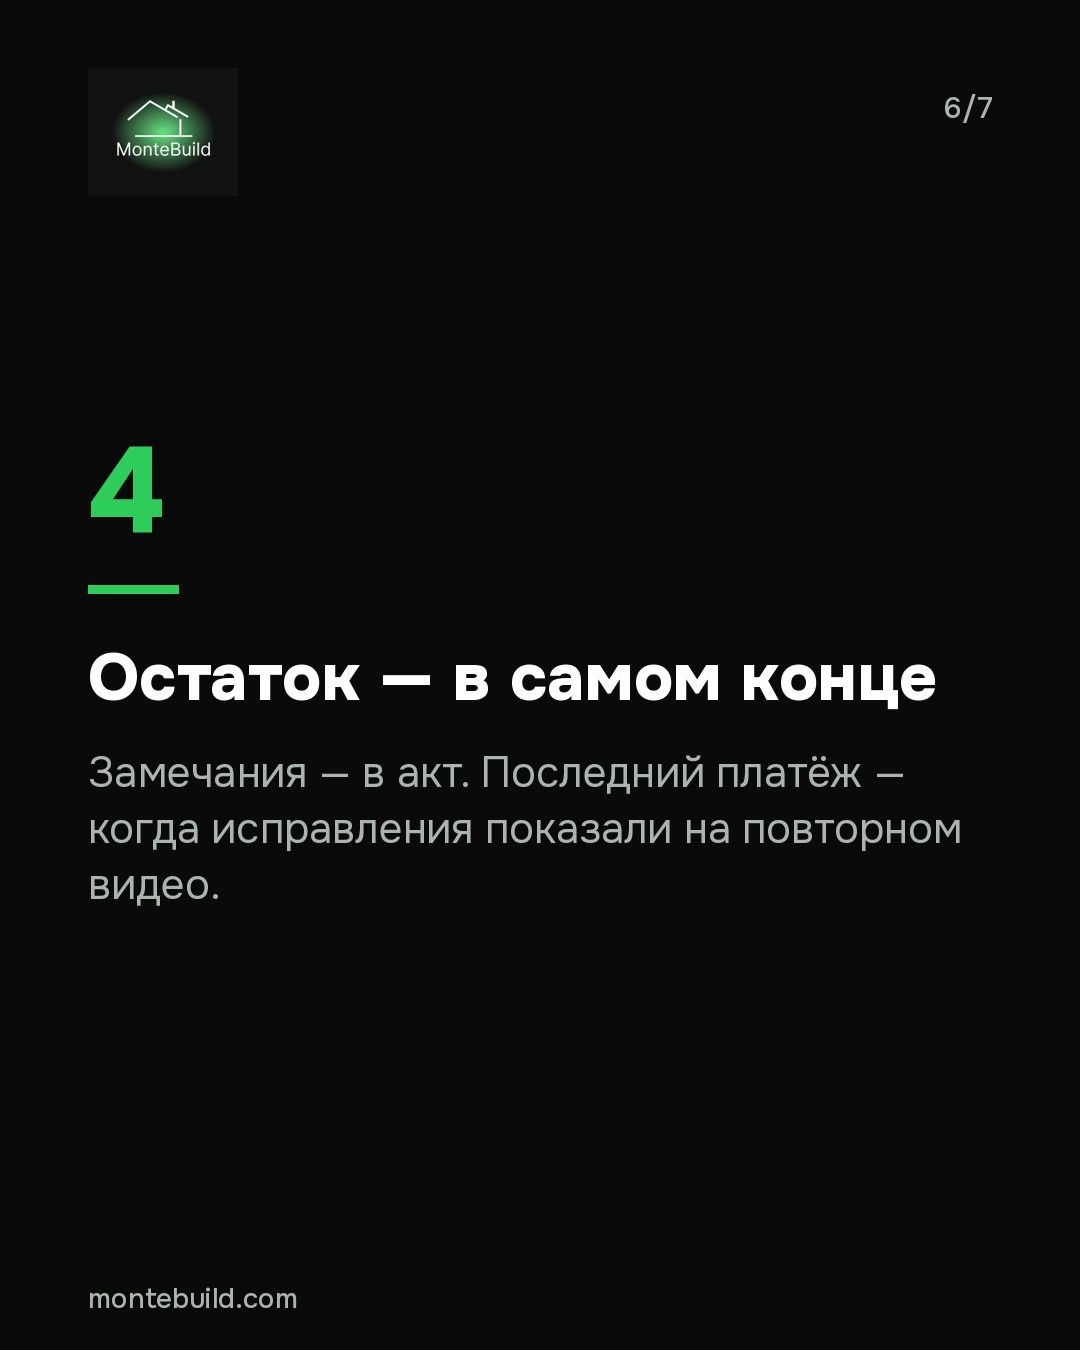 MonteBuild
6/7
4
Остаток — в самом конце
Замечания — в акт. Последний платёж —
когда исправления показали на повторном
видео.
montebuild.com